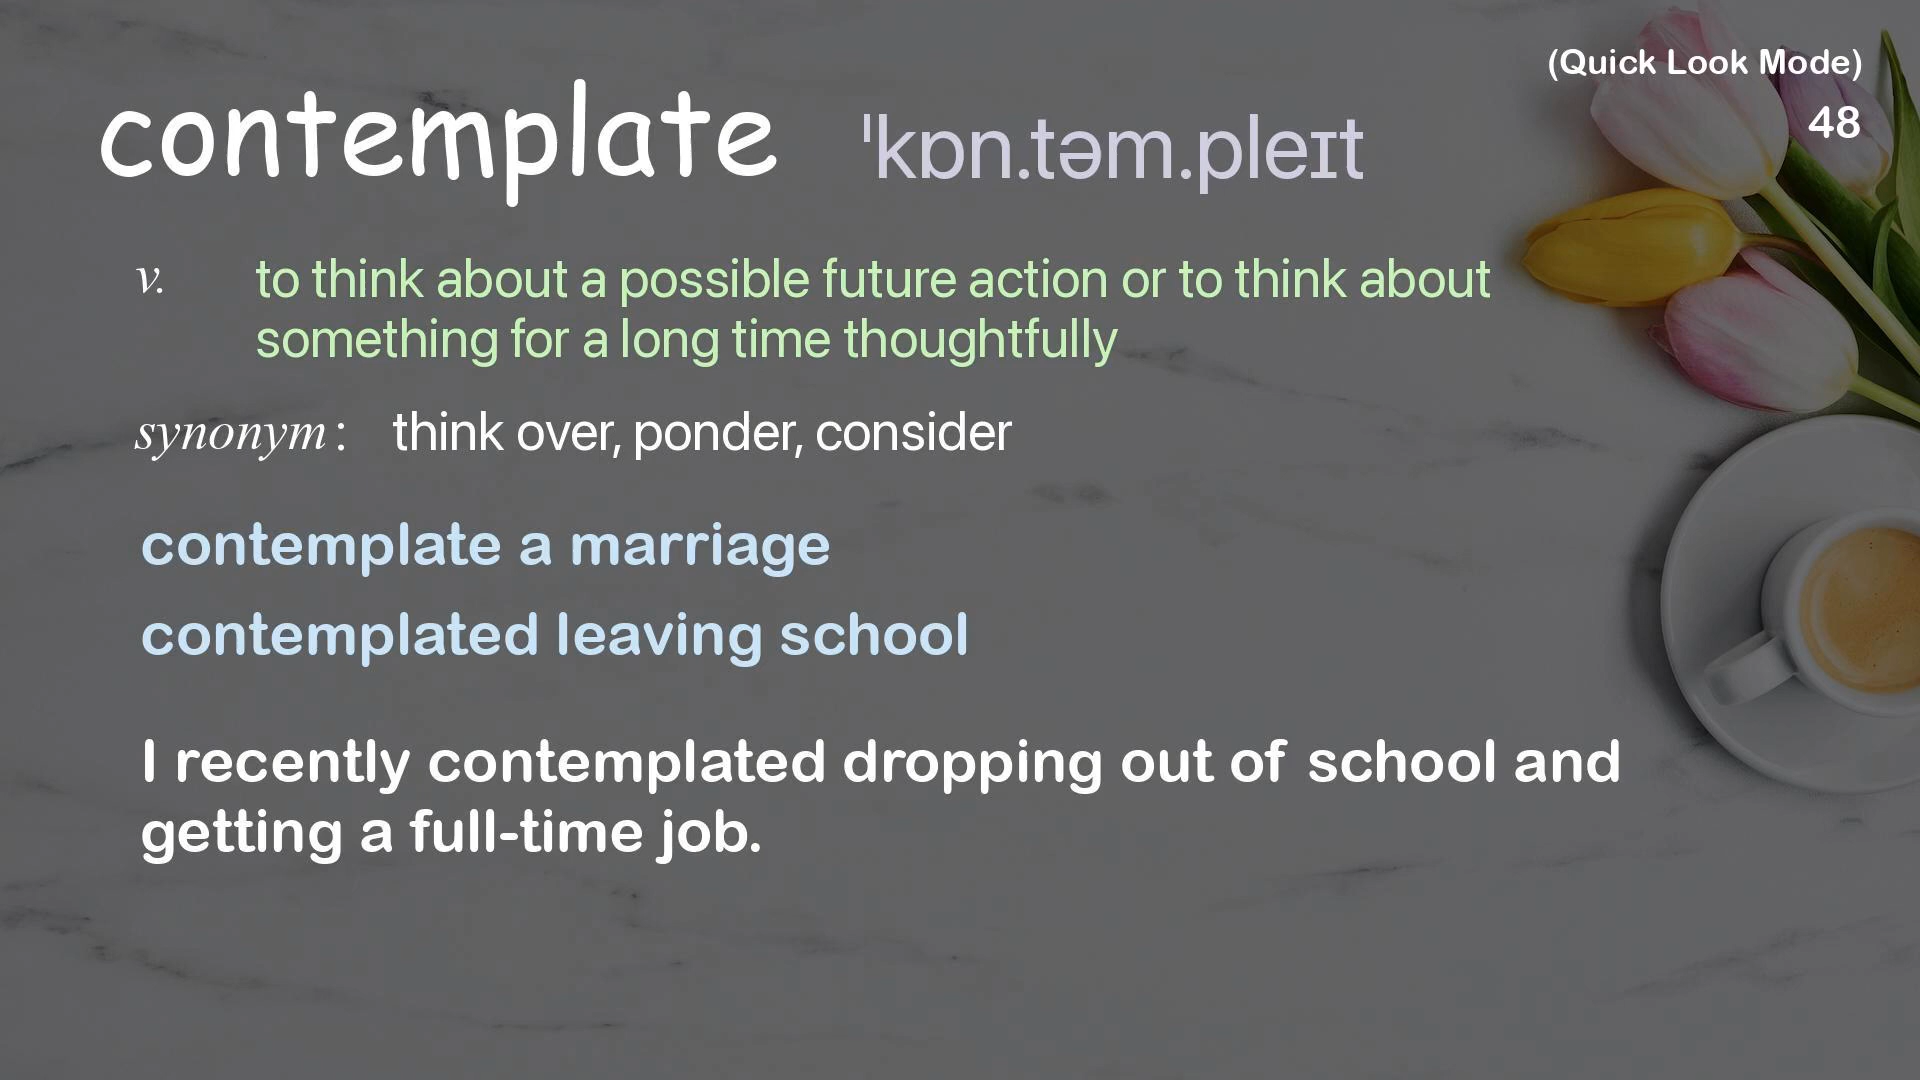 (Quick Look Mode)
48
contemplate ˈkɒn.təm.pleɪt
v. to think about a possible future action or to think about
something for a long time thoughtfully
synonym: think over, ponder, consider
contemplate a marriage
contemplated leaving school
I recently contemplated dropping out of school and
getting a full-time job.